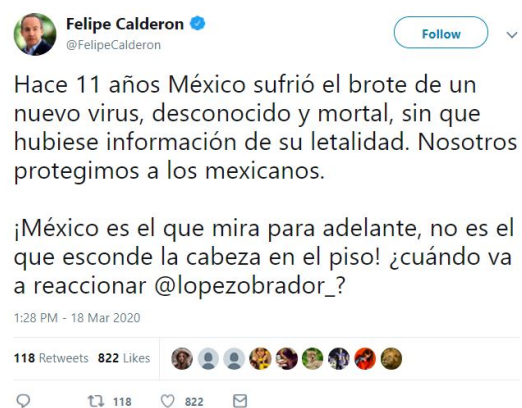 Felipe Calderon
@FelipeCalderon
Follow
Hace 11 años México sufrió el brote de un
nuevo virus, desconocido y mortal, sin que
hubiese información de su letalidad. Nosotros
protegimos a los mexicanos.
¡México es el que mira para adelante, no es el
que esconde la cabeza en el piso! ¿cuándo va
a reaccionar @lopezobrador_?
1:28 PM - 18 Mar 2020
118 Retweets 822 Likes
118 822